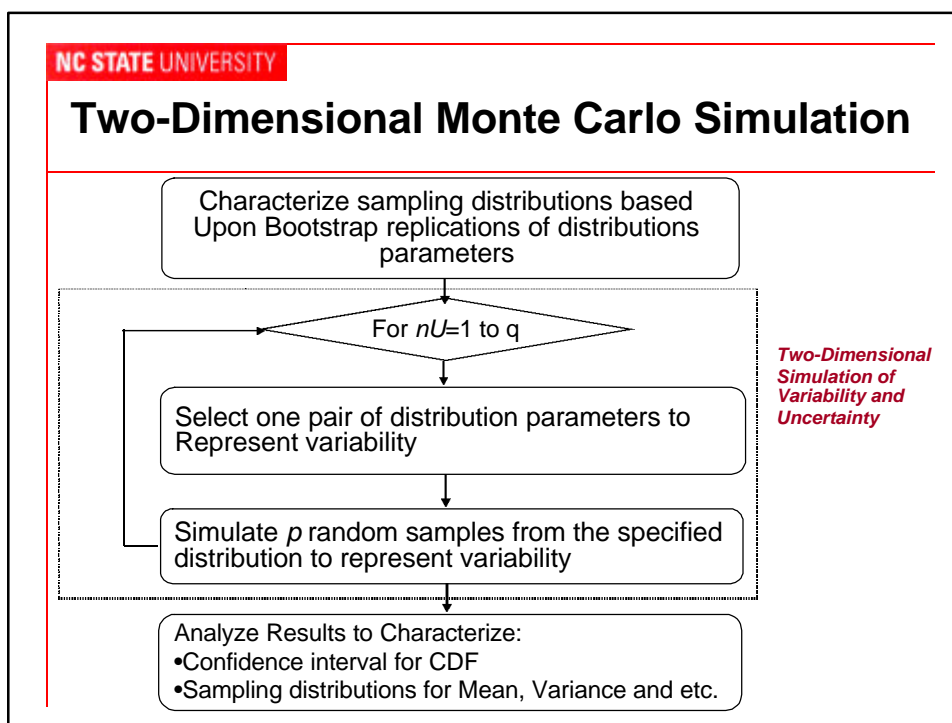 NC STATE UNIVERSITY
Two-Dimensional Monte Carlo Simulation
Characterize sampling distributions based
Upon Bootstrap replications of distributions
parameters
For nU=1 to q
Two-Dimensional
Simulation of
Variability and
Uncertainty
Select one pair of distribution parameters to
Represent variability
Simulate p random samples from the specified
distribution to represent variability
Analyze Results to Characterize:
•Confidence interval for CDF
•Sampling distributions for Mean, Variance and etc.